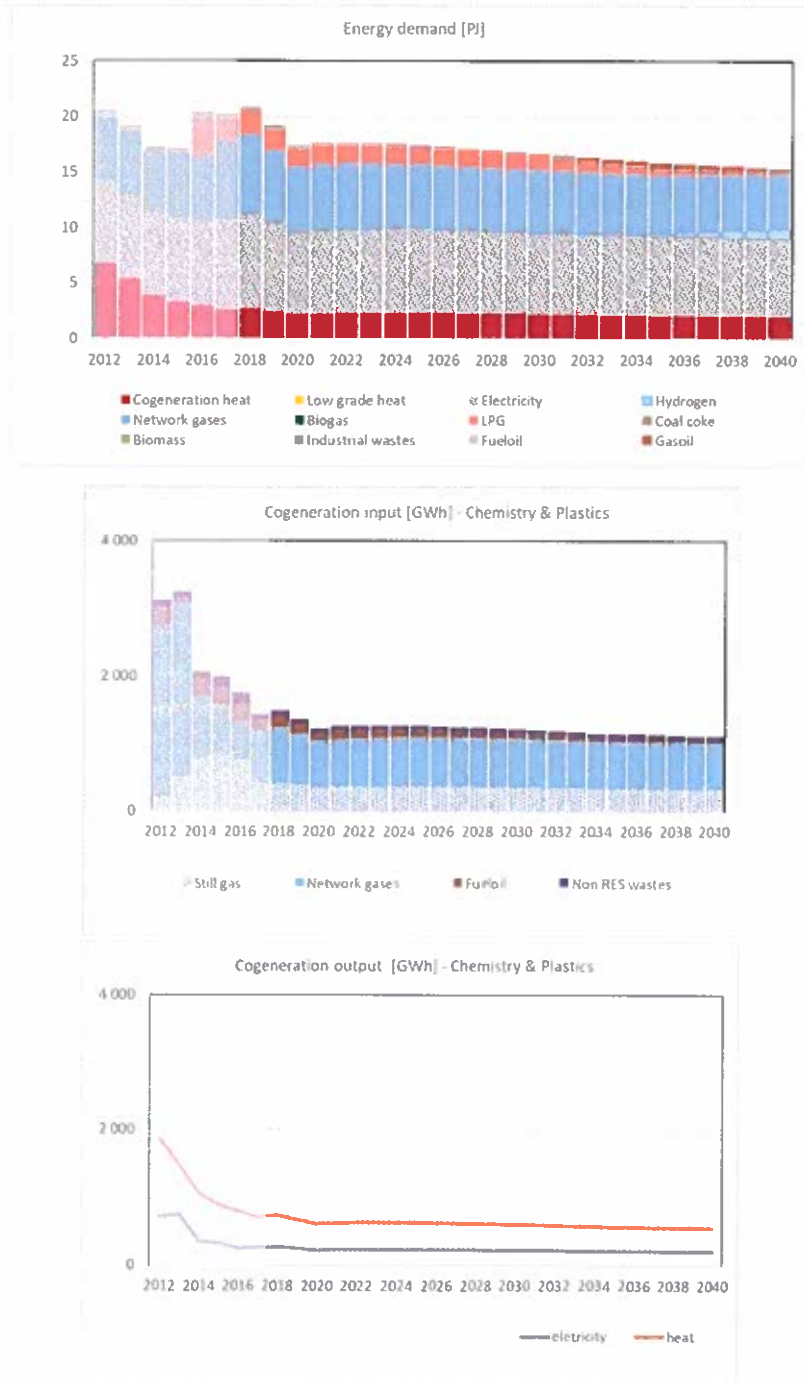 Energy demand [PJ]
25
20
15
10
5
0
2012 2014 2016 2018 2020 2022 2024 2026 2028 2030 2032 2034 2036 2038 2040
Cogeneration heat Low grade heat Electricity Hydrogen
Network gases Biogas LPG Coal coke
Biomass Industrial wastes Fueloil Gasoil
Cogeneration input [GWh] - Chemistry & Plastics
4 000
2 000
0
2012 2014 2016 2018 2020 2022 2024 2026 2028 2030 2032 2034 2036 2038 2040
Still gas Network gases Fueloil Non RES wastes
Cogeneration output [GWh] - Chemistry & Plastics
4 000
2 000
0
2012 2014 2016 2018 2020 2022 2024 2026 2028 2030 2032 2034 2036 2038 2040
eletricity heat